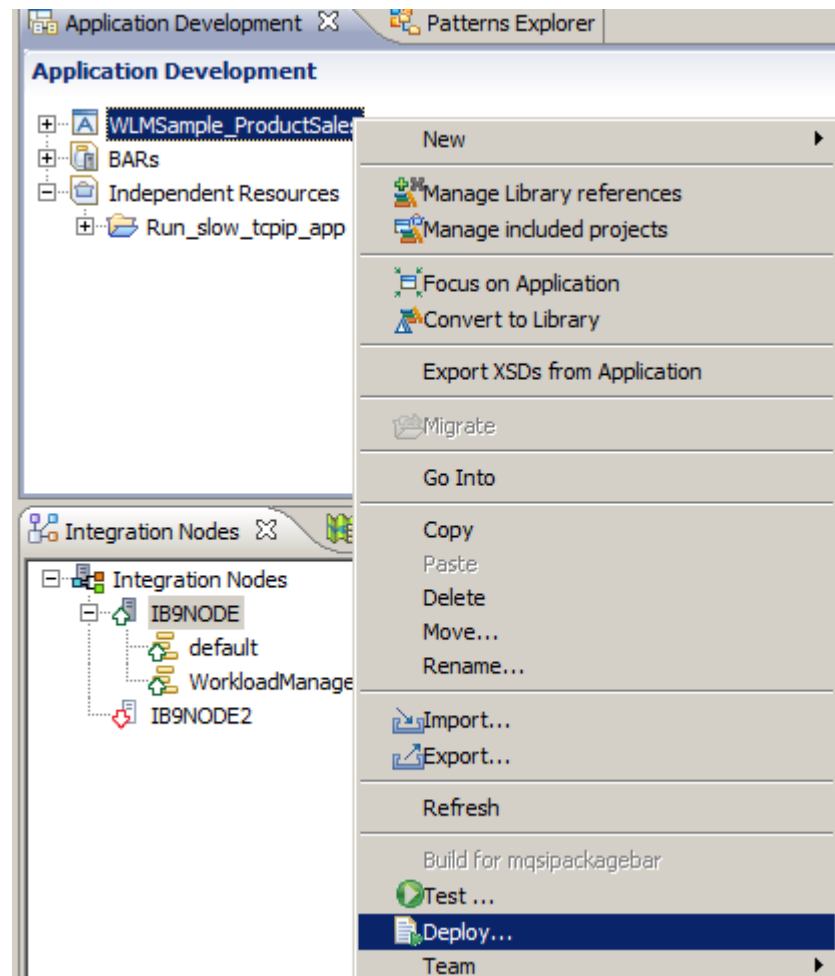 Application Development
Patterns Explorer
Application Development
WLMSample_ProductSales
BARs
Independent Resources
Run_slow_tcpip_app
New
Manage Library references
Manage included projects
Focus on Application
Convert to Library
Export XSDs from Application
Migrate
Go Into
Copy
Paste
Delete
Move...
Rename...
Import...
Export...
Refresh
Build for mqsipackagebar
Test ...
Deploy...
Team
Integration Nodes
Integration Nodes
IB9NODE
default
WorkloadManage
IB9NODE2